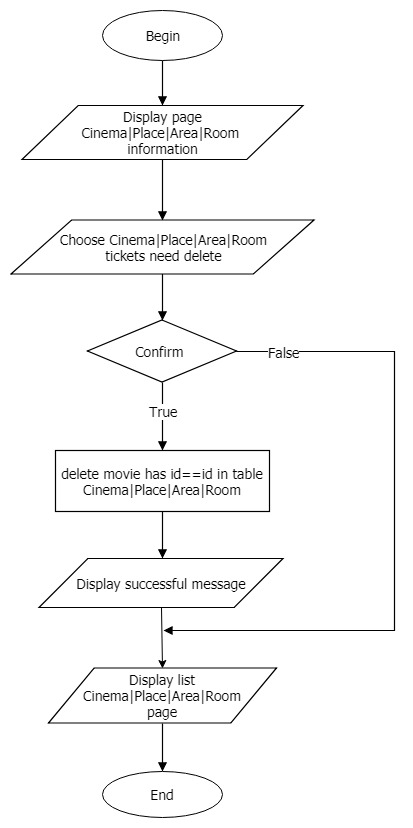 Begin
Display page
Cinema|Place|Area|Room
information
Choose Cinema|Place|Area|Room
tickets need delete
Confirm
False
True
delete movie has id==id in table
Cinema|Place|Area|Room
Display successful message
Display list
Cinema|Place|Area|Room
page
End